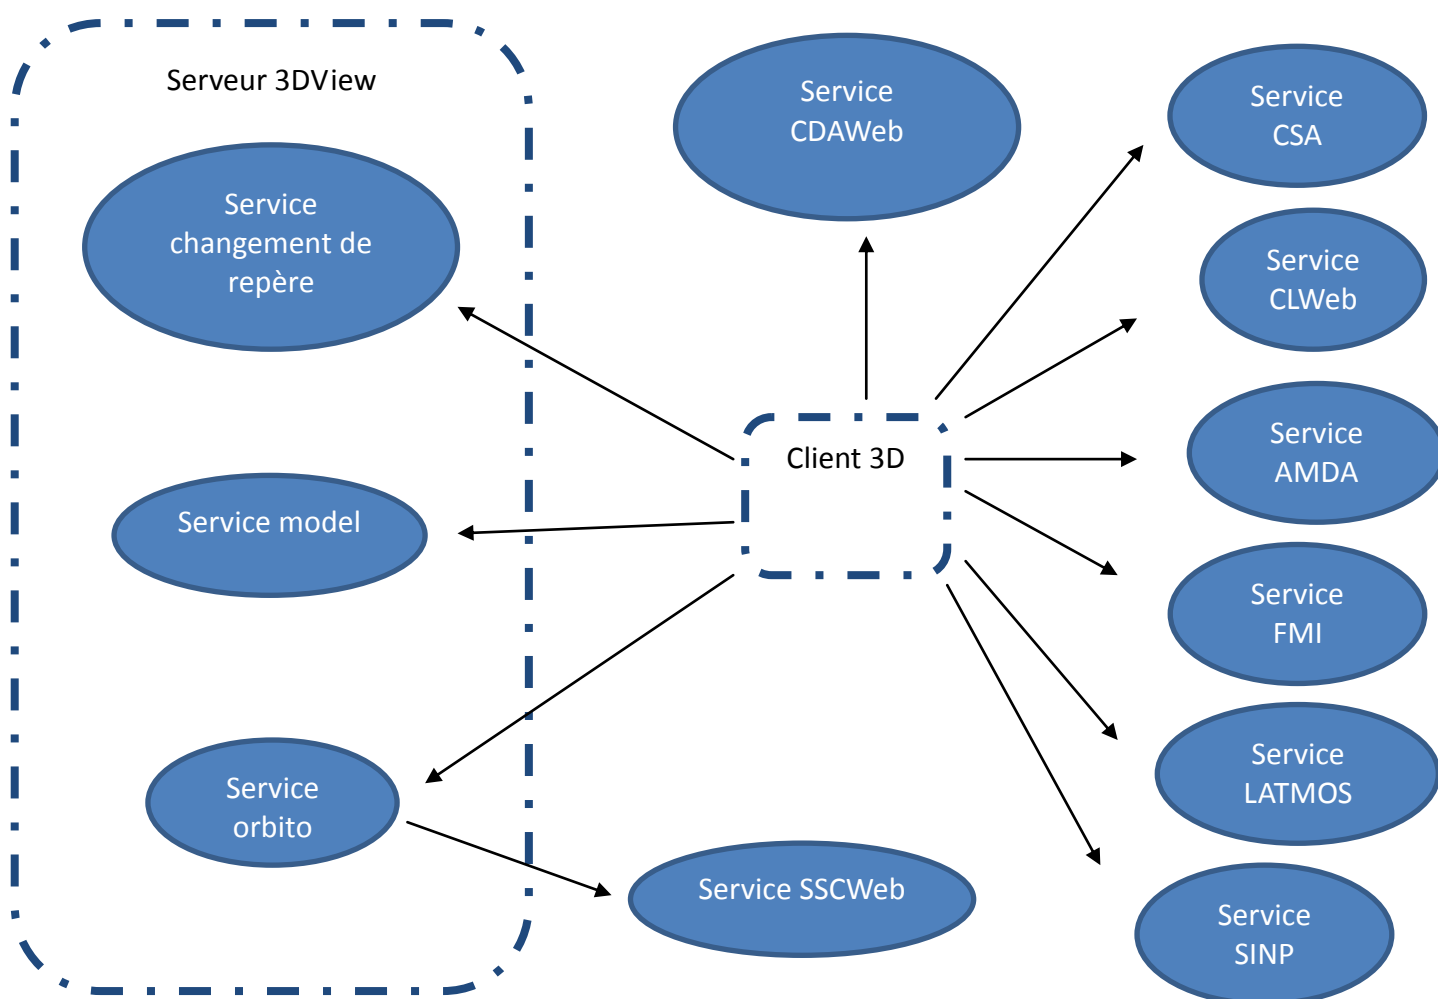 Serveur 3DView
Service
changement de
repère
Service model
Service
orbito
Service
CDAWeb
Client 3D
Service SSCWeb
Service
CSA
Service
CLWeb
Service
AMDA
Service
FMI
Service
LATMOS
Service
SINP